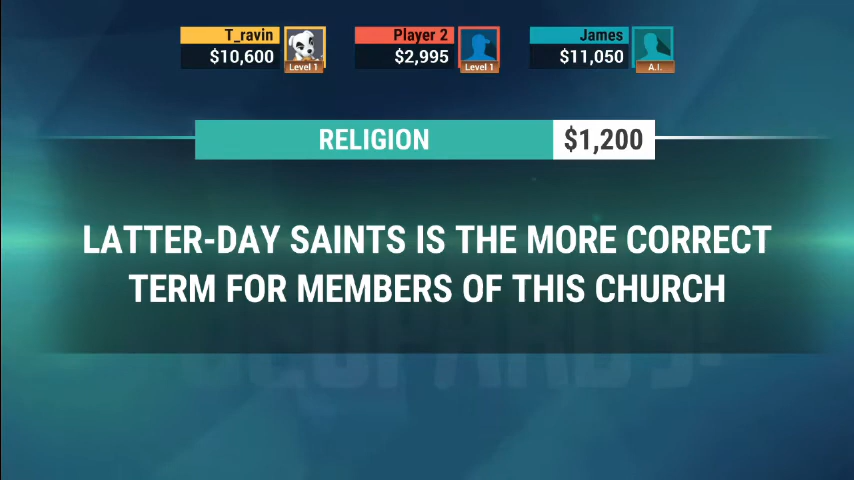 T_ravin
$10,600
Level 1
Player 2
$2,995
Level 1
James
$11,050
A.I.
RELIGION
$1,200
LATTER-DAY SAINTS IS THE MORE CORRECT
TERM FOR MEMBERS OF THIS CHURCH
JEOPARDY!